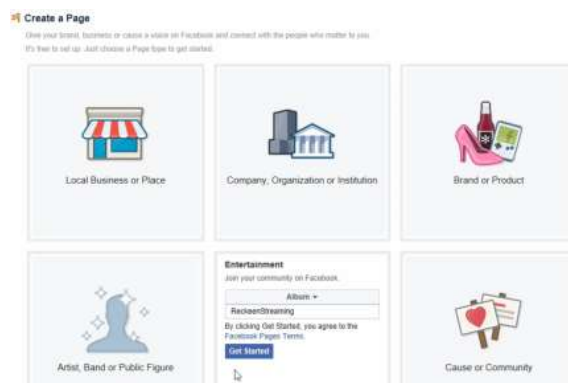 Create a Page
Give your brand, business or cause a voice on Facebook and connect with the people who matter to you
It's free to set up. Just choose a Page type to get started.
Local Business or Place
Company, Organization or Institution
Brand or Product
Artist, Band or Public Figure
Entertainment
Join your community on Facebook.
Album
ReckeenStreaming
By clicking Get Started, you agree to the
Facebook Pages Terms.
Get Started
Cause or Community